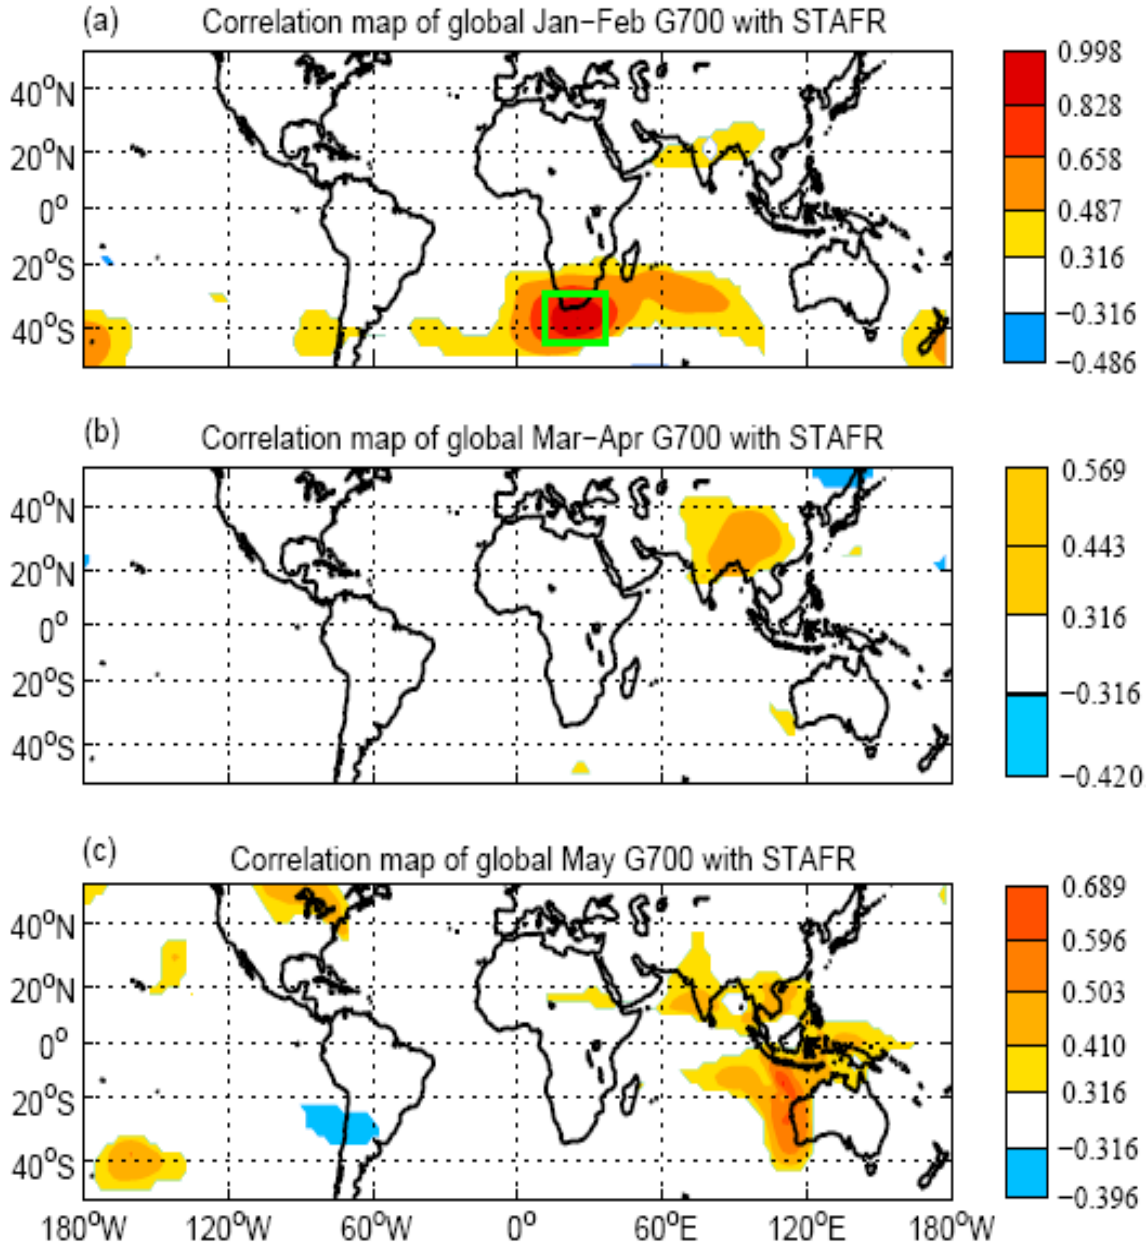 (a) Correlation map of global Jan−Feb G700 with STAFR
40°N
20°N
0°
20°S
40°S
0.998
0.828
0.658
0.487
0.316
−0.316
−0.486
(b) Correlation map of global Mar−Apr G700 with STAFR
40°N
20°N
0°
20°S
40°S
0.569
0.443
0.316
−0.316
−0.420
(c) Correlation map of global May G700 with STAFR
40°N
20°N
0°
20°S
40°S
0.689
0.596
0.503
0.410
0.316
−0.316
−0.396
180°W 120°W 60°W 0° 60°E 120°E 180°W